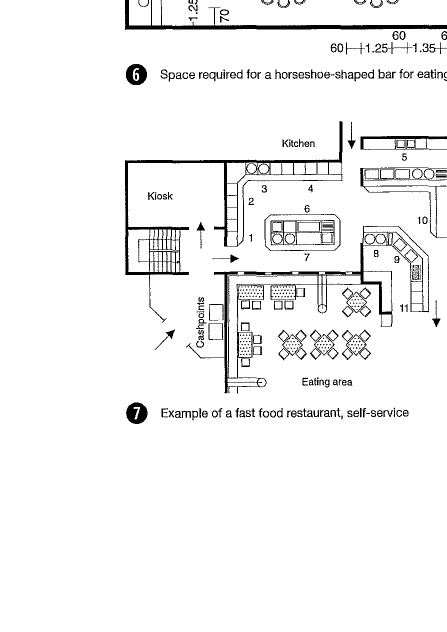 -1.25
70
60
6
60 1.25 1.35
6 Space required for a horseshoe-shaped bar for eating
Kitchen
5
Kiosk
3 4
2
6
10
1
7
8 9
11
Cashpoints
Eating area
7 Example of a fast food restaurant, self-service